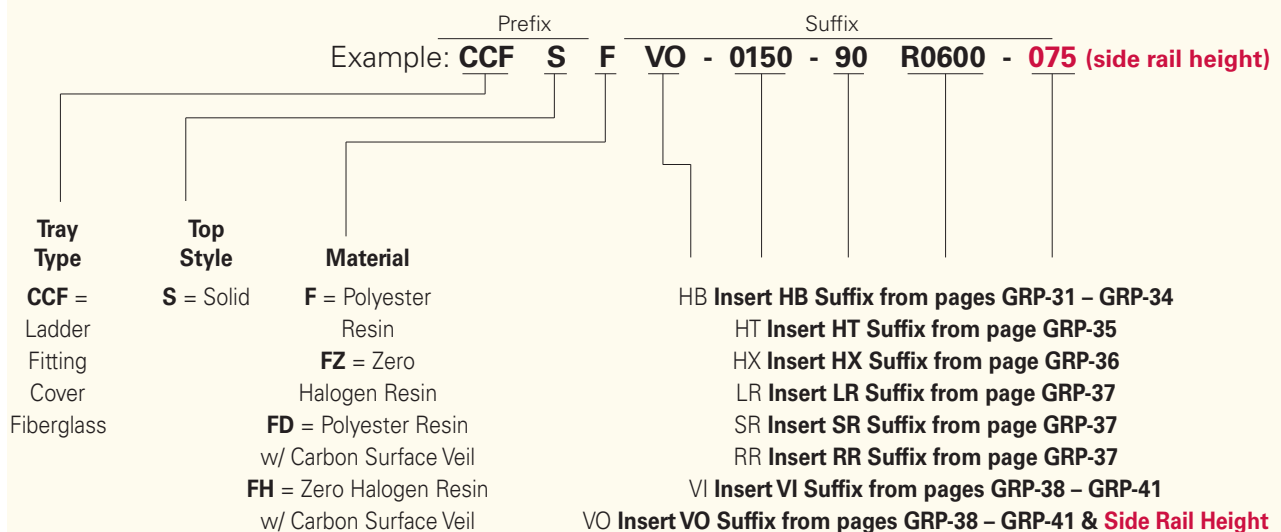 Prefix Suffix
Example: CCF S F VO - 0150 - 90 R0600 - 075 (side rail height)
Tray Type
CCF =
Ladder
Fitting
Cover
Fiberglass
Top Style
S = Solid
Material
F = Polyester
Resin
FZ = Zero
Halogen Resin
FD = Polyester Resin
w/ Carbon Surface Veil
FH = Zero Halogen Resin
w/ Carbon Surface Veil
HB Insert HB Suffix from pages GRP-31 – GRP-34
HT Insert HT Suffix from page GRP-35
HX Insert HX Suffix from page GRP-36
LR Insert LR Suffix from page GRP-37
SR Insert SR Suffix from page GRP-37
RR Insert RR Suffix from page GRP-37
VI Insert VI Suffix from pages GRP-38 – GRP-41
VO Insert VO Suffix from pages GRP-38 – GRP-41 & Side Rail Height